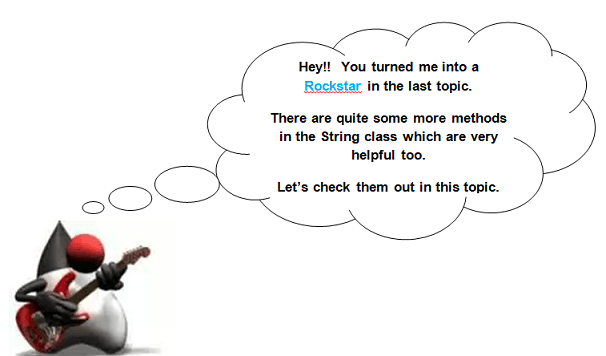 Hey!!  You turned me into a
Rockstar in the last topic.
There are quite some more methods
in the String class which are very
helpful too.
Let's check them out in this topic.